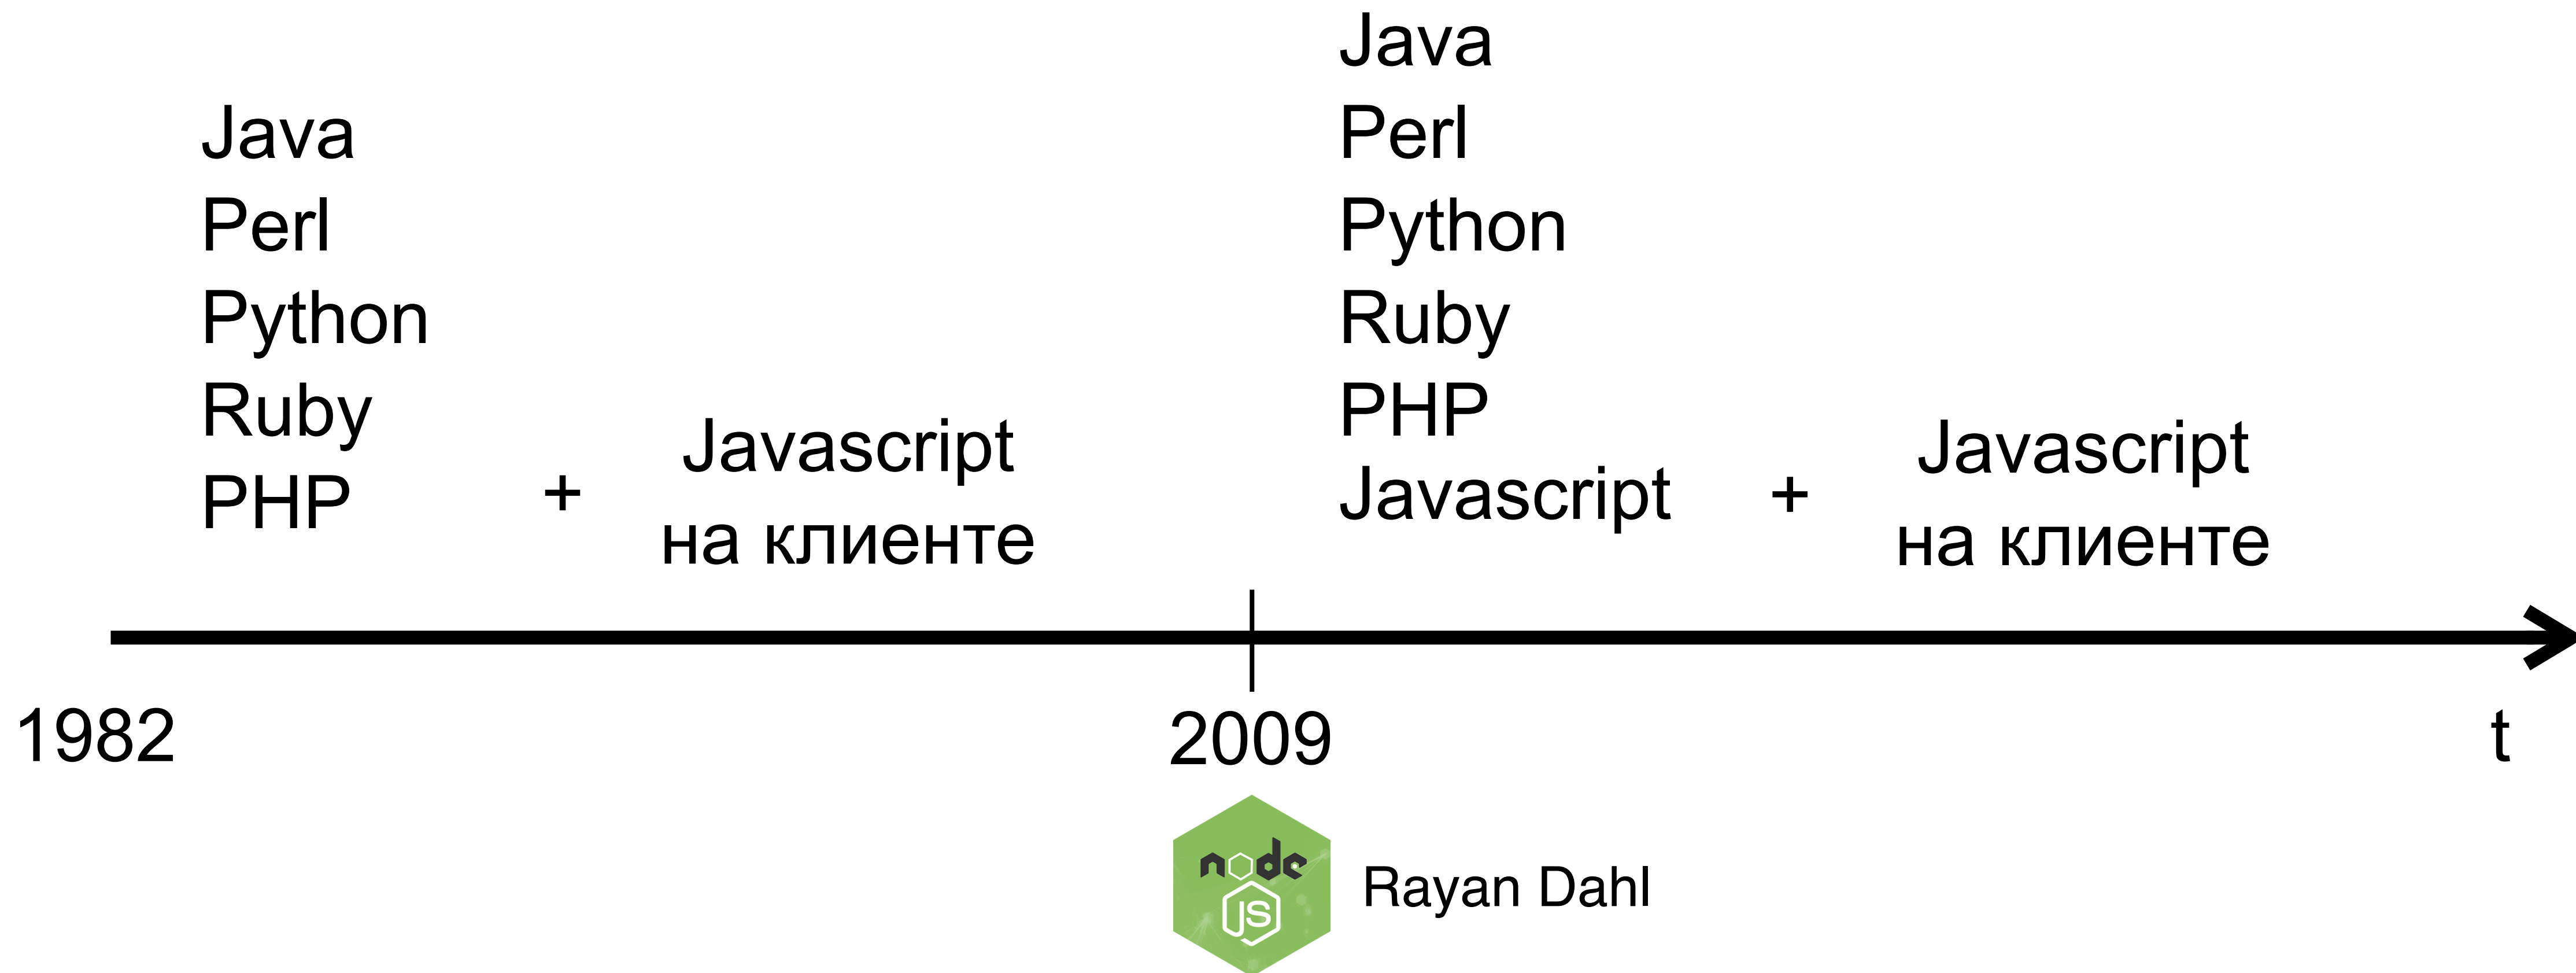 Java
Perl
Python
Ruby
PHP
+
Javascript
на клиенте
Java
Perl
Python
Ruby
PHP
Javascript
+
Javascript
на клиенте
1982
2009
t
node
JS
Rayan Dahl